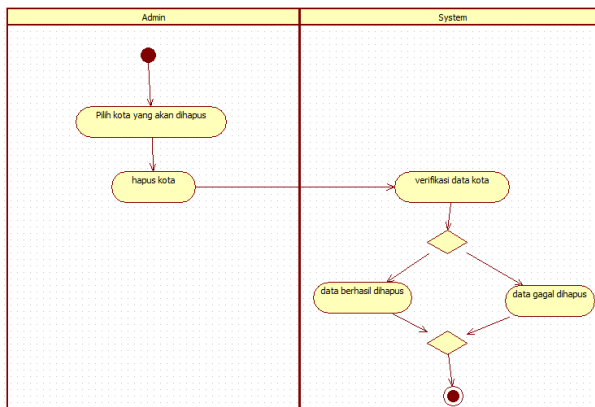 Admin
System
Pilih kota yang akan dihapus
hapus kota
verifikasi data kota
data berhasil dihapus
data gagal dihapus